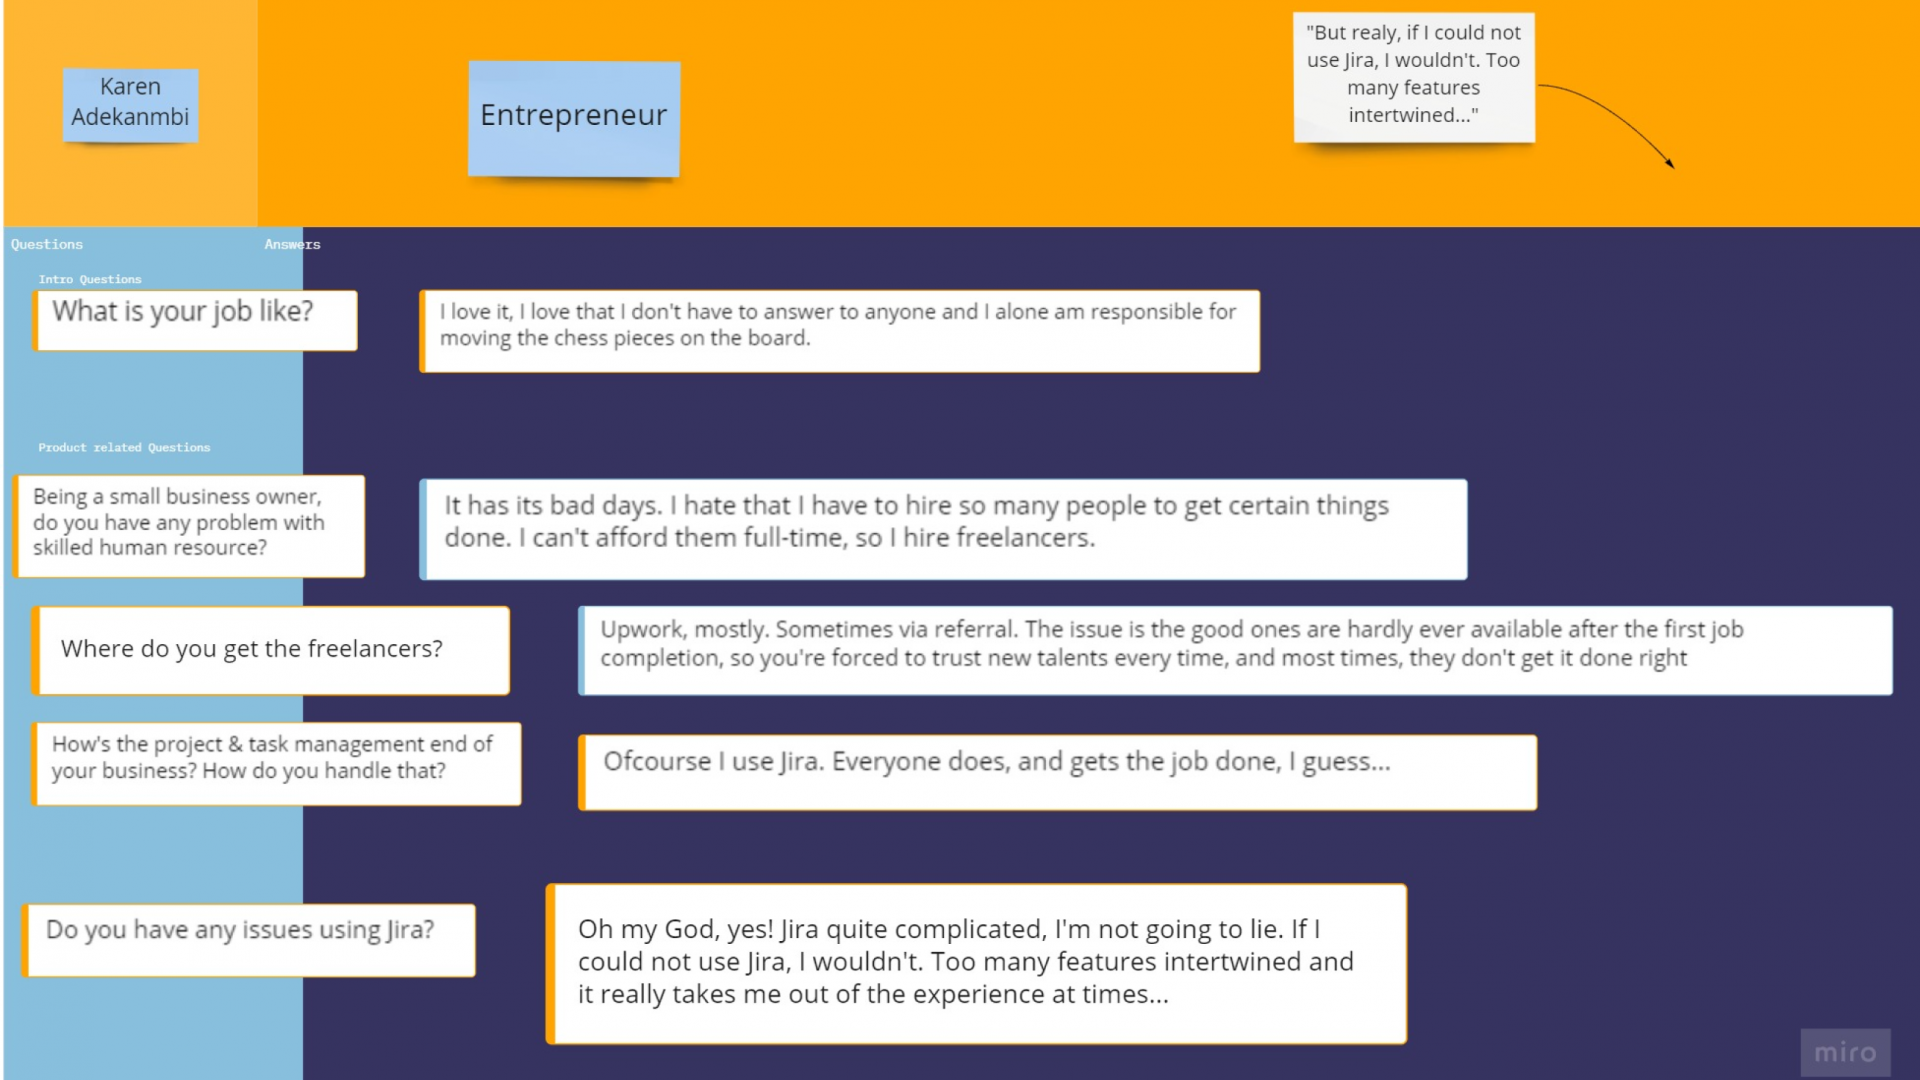 Karen
Adekanmbi
Entrepreneur
"But realy, if I could not
use Jira, I wouldn't. Too
many features
intertwined..."
Questions
Answers
Intro Questions
What is your job like?
I love it, I love that I don't have to answer to anyone and I alone am responsible for
moving the chess pieces on the board.
Product related Questions
Being a small business owner,
do you have any problem with
skilled human resource?
It has its bad days. I hate that I have to hire so many people to get certain things
done. I can't afford them full-time, so I hire freelancers.
Where do you get the freelancers?
Upwork, mostly. Sometimes via referral. The issue is the good ones are hardly ever available after the first job
completion, so you're forced to trust new talents every time, and most times, they don't get it done right
How's the project & task management end of
your business? How do you handle that?
Ofcourse I use Jira. Everyone does, and gets the job done, I guess...
Do you have any issues using Jira?
Oh my God, yes! Jira quite complicated, I'm not going to lie. If I
could not use Jira, I wouldn't. Too many features intertwined and
it really takes me out of the experience at times...
miro